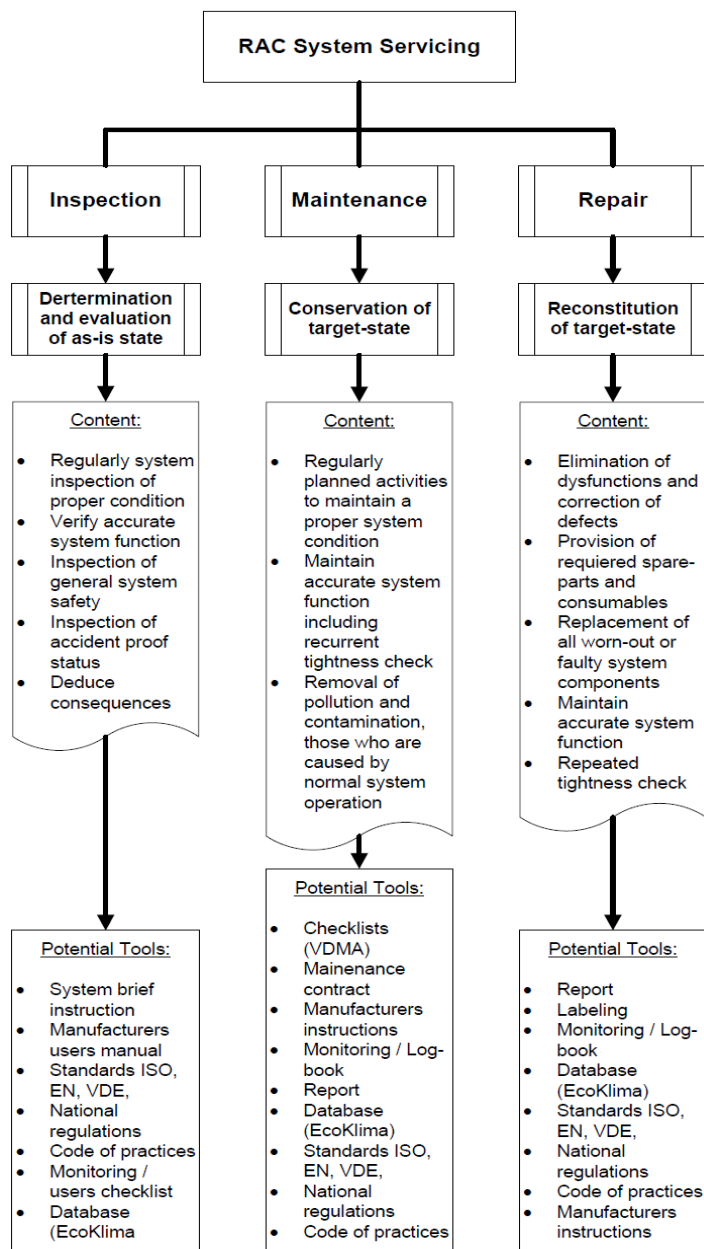 RAC System Servicing
Inspection
Dertermination
and evaluation
of as-is state
Content:
• Regularly system
inspection of
proper condition
• Verify accurate
system function
• Inspection of
general system
safety
• Inspection of
accident proof
status
• Deduce
consequences
Potential Tools:
• System brief
instruction
• Manufacturers
users manual
• Standards ISO,
EN, VDE,
• National
regulations
• Code of practices
• Monitoring /
users checklist
• Database
(EcoKlima
Maintenance
Conservation of
target-state
Content:
• Regularly
planned activities
to maintain a
proper system
condition
• Maintain
accurate system
function
including
recurrent
tightness check
• Removal of
pollution and
contamination,
those who are
caused by
normal system
operation
Potential Tools:
• Checklists
(VDMA)
• Mainenance
contract
• Manufacturers
instructions
• Monitoring / Log-
book
• Report
• Database
(EcoKlima)
• Standards ISO,
EN, VDE,
• National
regulations
• Code of practices
Repair
Reconstitution
of target-state
Content:
• Elimination of
dysfunctions and
correction of
defects
• Provision of
requiered spare-
parts and
consumables
• Replacement of
all worn-out or
faulty system
components
• Maintain
accurate system
function
• Repeated
tightness check
Potential Tools:
• Report
• Labeling
• Monitoring / Log-
book
• Database
(EcoKlima)
• Standards ISO,
EN, VDE,
• National
regulations
• Code of practices
• Manufacturers
instructions